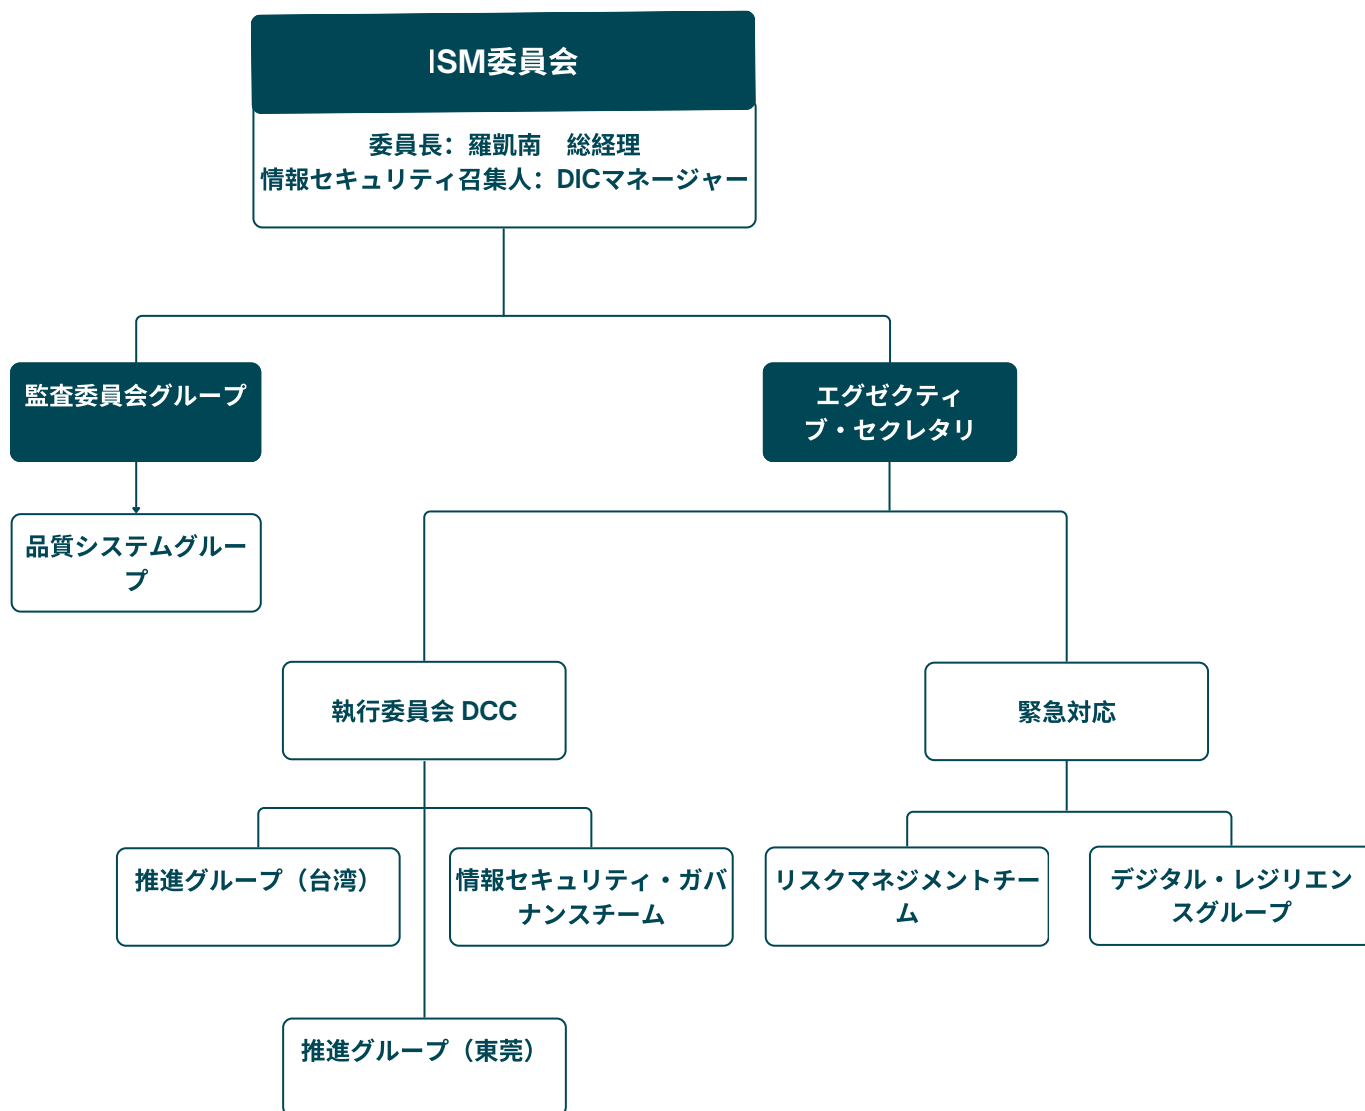 ISM委員会
委員長：羅凱南　総経理
情報セキュリティ召集人：DICマネージャー
監査委員会グループ
エグゼクティ
ブ・セクレタリ
品質システムグルー
プ
執行委員会 DCC
緊急対応
推進グループ（台湾）
情報セキュリティ・ガバ
ナンスチーム
リスクマネジメントチー
ム
デジタル・レジリエン
スグループ
推進グループ（東莞）